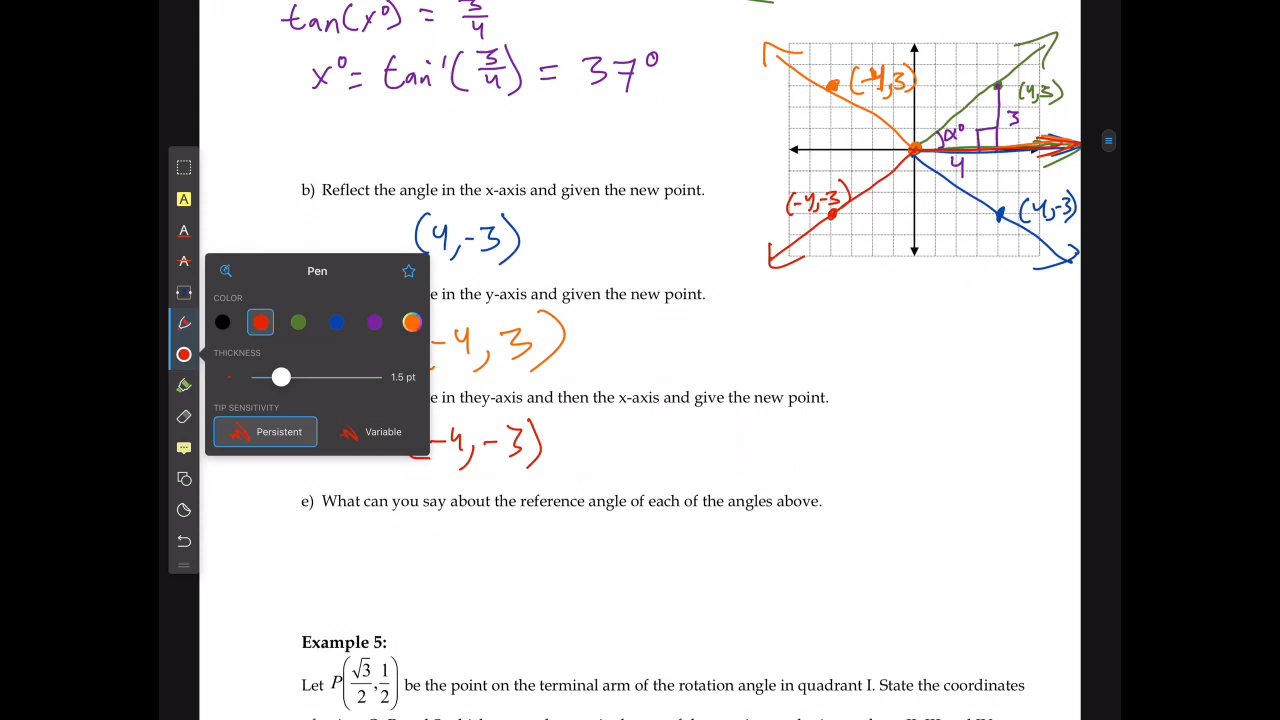 tan(x°) = 3/4
x° = tan⁻¹(3/4) = 37°
(-4,3)
(4,3)
3
x°
4
(-4,-3)
(4,-3)
b) Reflect the angle in the x-axis and given the new point.
(4,-3)
Pen
COLOR
THICKNESS
1.5 pt
TIP SENSITIVITY
Persistent
Variable
A
A
A
e in the y-axis and given the new point.
-4, 3)
e in they-axis and then the x-axis and give the new point.
-4, -3)
e) What can you say about the reference angle of each of the angles above.
Example 5:
Let P(√3/2, 1/2) be the point on the terminal arm of the rotation angle in quadrant I. State the coordinates